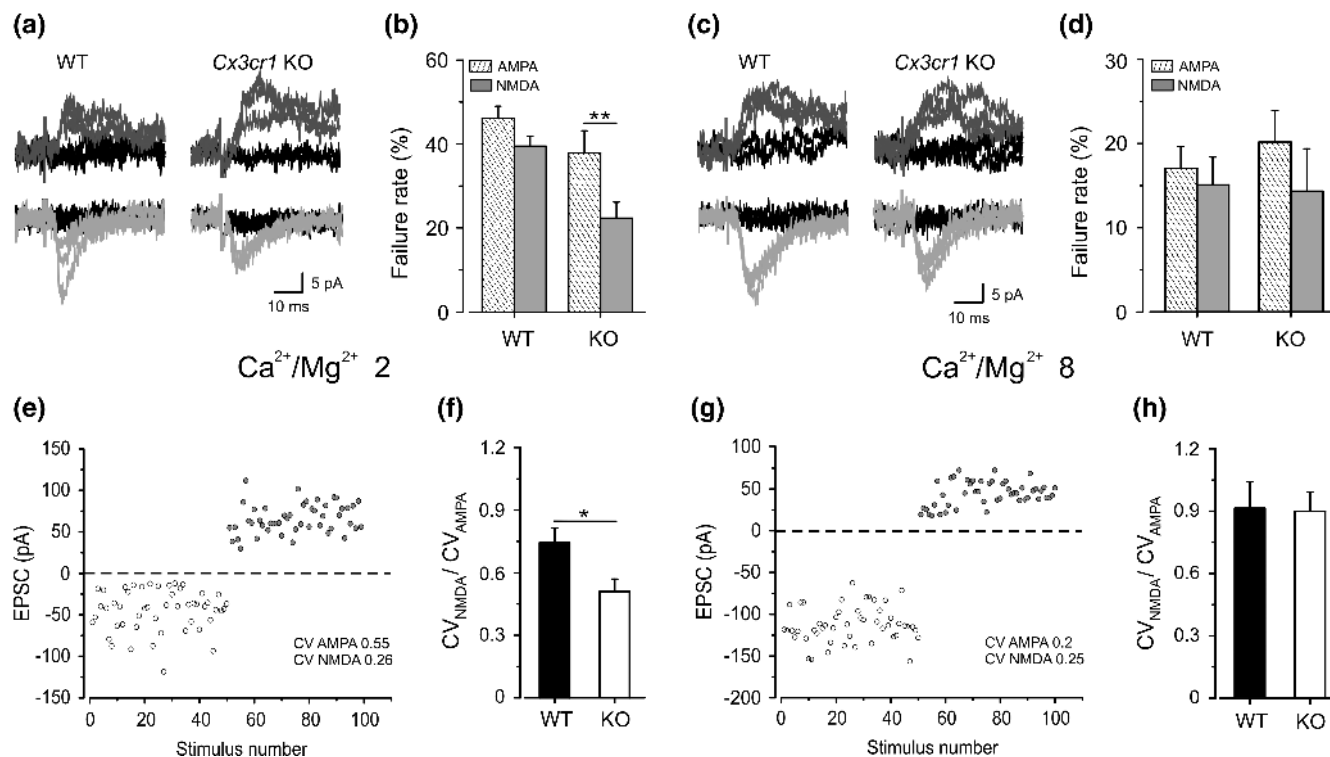 (a)
WT
Cx3cr1 KO
5 pA
10 ms
(b)
Failure rate (%)
60
40
20
0
AMPA
NMDA
**
WT
KO
(c)
WT
Cx3cr1 KO
5 pA
10 ms
(d)
Failure rate (%)
30
20
10
0
AMPA
NMDA
WT
KO
Ca²⁺/Mg²⁺ 2
Ca²⁺/Mg²⁺ 8
(e)
EPSC (pA)
150
100
50
0
-50
-100
-150
CV AMPA 0.55
CV NMDA 0.26
0 20 40 60 80 100
Stimulus number
(f)
CV_NMDA / CV_AMPA
1.2
0.9
0.6
0.3
0
*
WT
KO
(g)
EPSC (pA)
100
50
0
-50
-100
-150
-200
CV AMPA 0.2
CV NMDA 0.25
0 20 40 60 80 100
Stimulus number
(h)
CV_NMDA / CV_AMPA
1.2
0.9
0.6
0.3
0
WT
KO